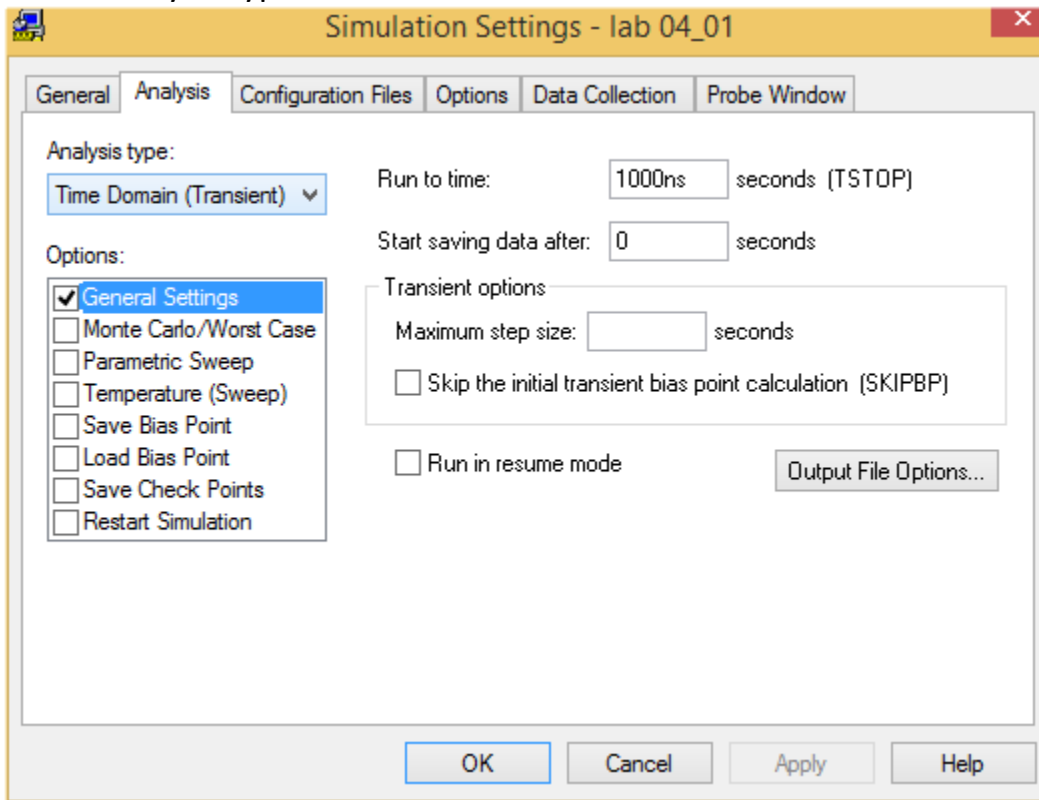 Simulation Settings - lab 04_01
General Analysis Configuration Files Options Data Collection Probe Window
Analysis type:
Time Domain (Transient)
Options:
General Settings
Monte Carlo/Worst Case
Parametric Sweep
Temperature (Sweep)
Save Bias Point
Load Bias Point
Save Check Points
Restart Simulation
Run to time: 1000ns seconds (TSTOP)
Start saving data after: 0 seconds
Transient options
Maximum step size: seconds
Skip the initial transient bias point calculation (SKIPBP)
Run in resume mode
Output File Options...
OK Cancel Apply Help